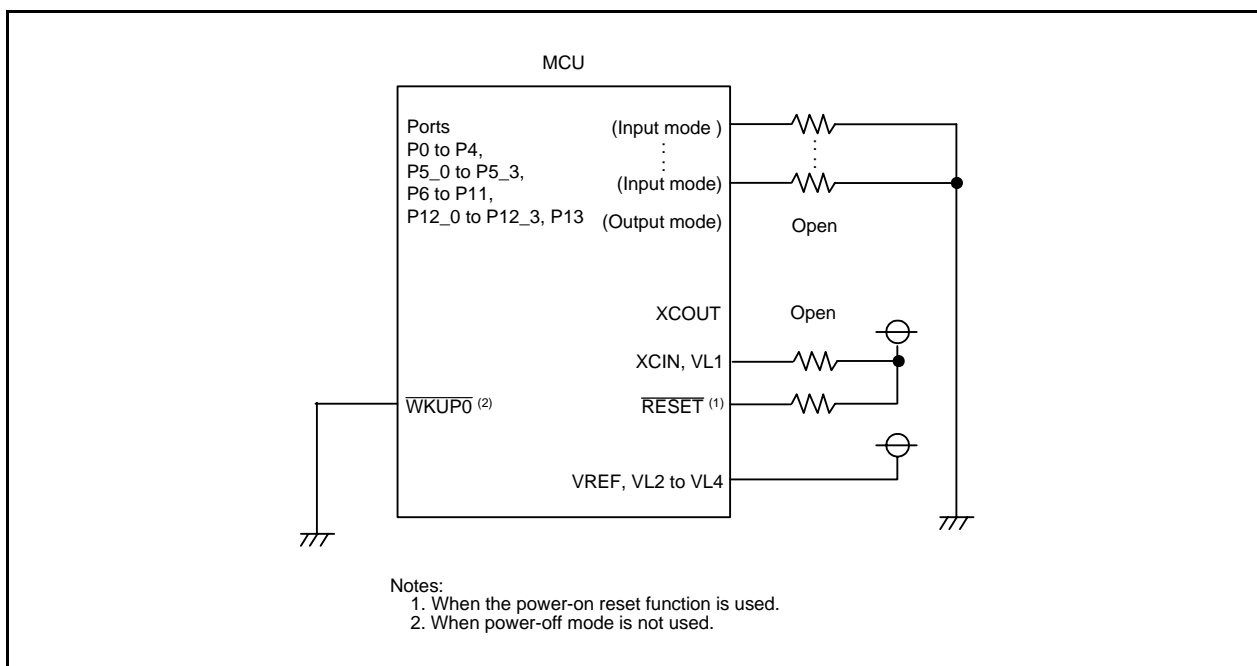 MCU
Ports
P0 to P4,
P5_0 to P5_3,
P6 to P11,
P12_0 to P12_3, P13
(Input mode )
(Input mode)
(Output mode)
Open
XCOUT
Open
XCIN, VL1
WKUP0 (2)
RESET (1)
VREF, VL2 to VL4
Notes:
1. When the power-on reset function is used.
2. When power-off mode is not used.